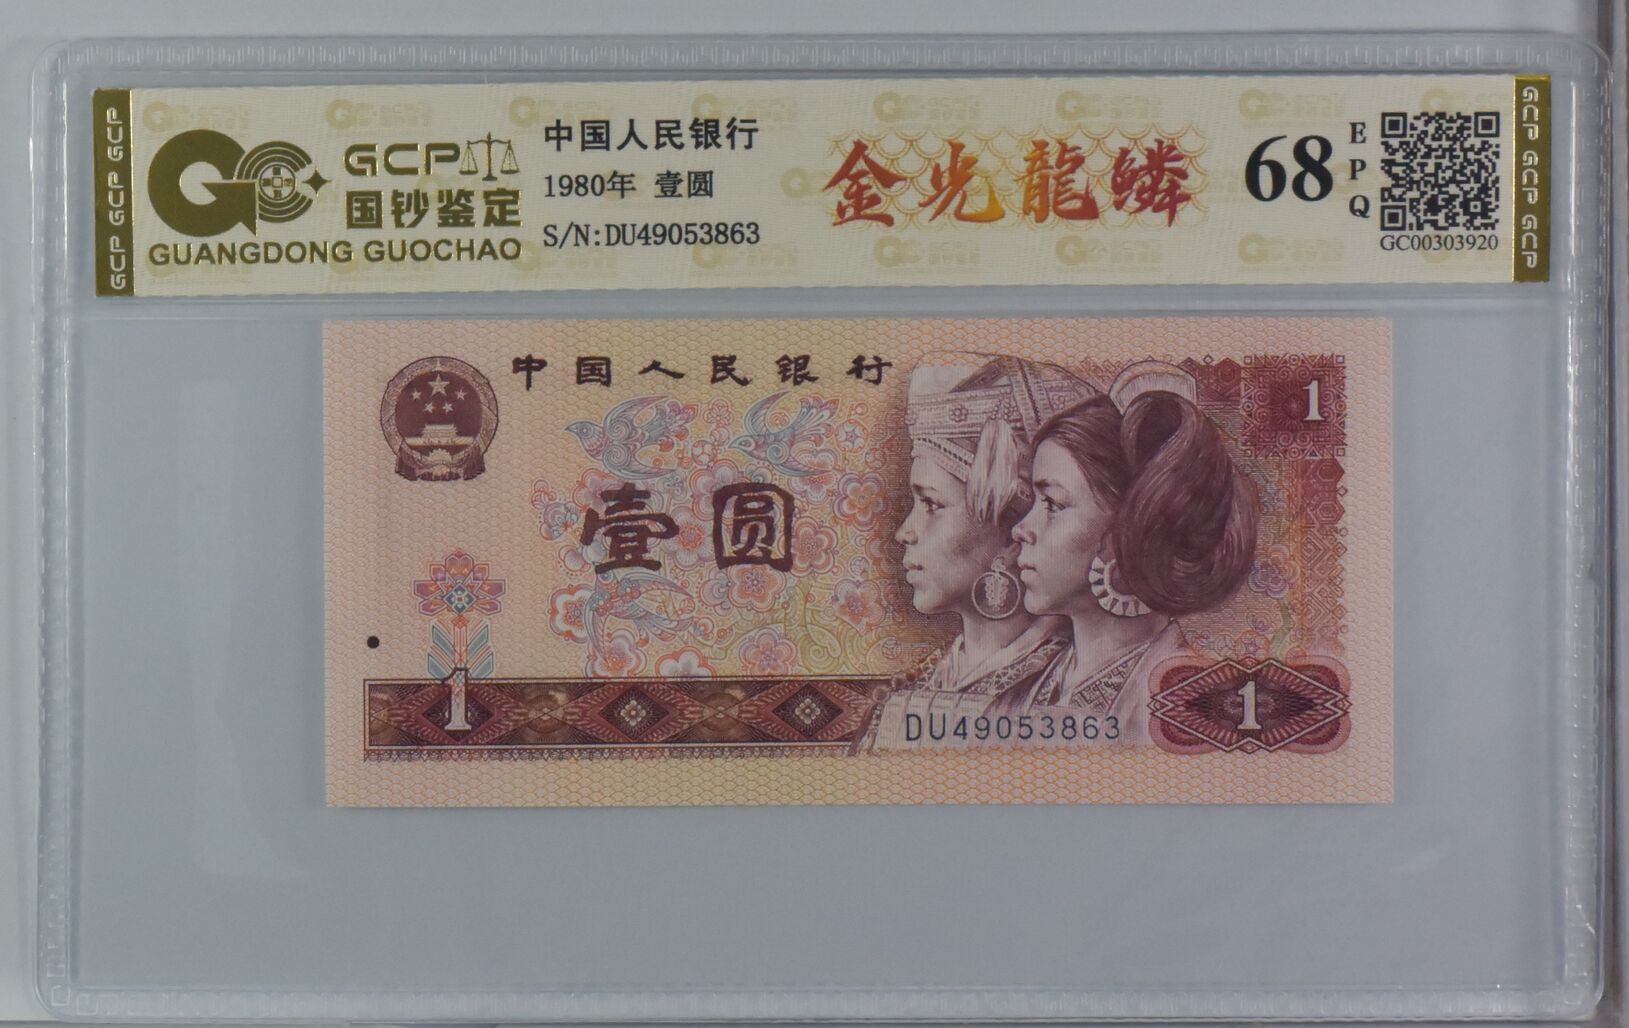 GCP GCP GCP
GCP
国钞鉴定
GUANGDONG GUOCHAO
中国人民银行
1980年 壹圆
S/N:DU49053863
金光龍鳞
68
EPQ
GC00303920
GCP GCP GCP
中国人民银行
1
壹圆
1
DU49053863
1